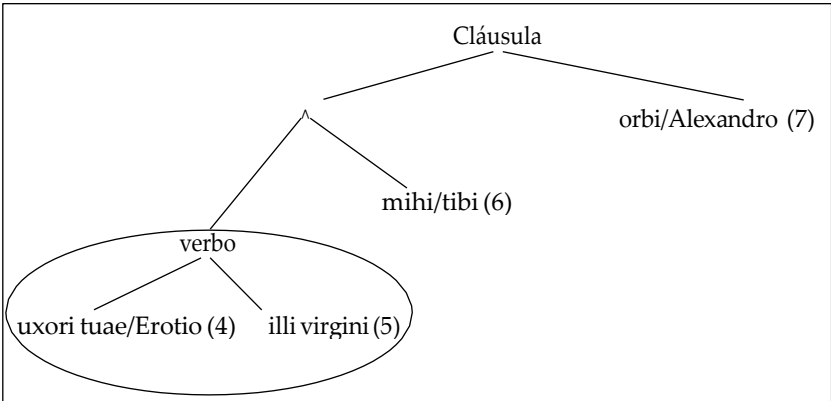 Cláusula
^ orbi/Alexandro (7)
mihi/tibi (6)
verbo
uxori tuae/Erotio (4) illi virgini (5)